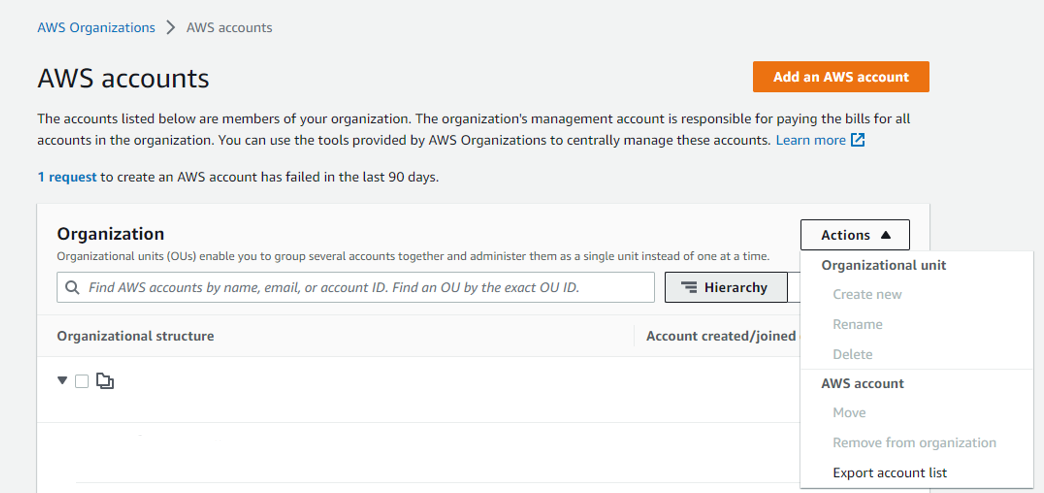 AWS Organizations > AWS accounts
AWS accounts
Add an AWS account
The accounts listed below are members of your organization. The organization's management account is responsible for paying the bills for all
accounts in the organization. You can use the tools provided by AWS Organizations to centrally manage these accounts. Learn more
1 request to create an AWS account has failed in the last 90 days.
Organization
Actions
Organizational units (OUs) enable you to group several accounts together and administer them as a single unit instead of one at a time.
Find AWS accounts by name, email, or account ID. Find an OU by the exact OU ID.
Hierarchy
Organizational structure
Account created/joined
Organizational unit
Create new
Rename
Delete
AWS account
Move
Remove from organization
Export account list